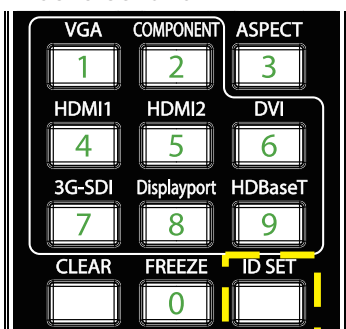 VGA COMPONENT ASPECT
1 2 3
HDMI1 HDMI2 DVI
4 5 6
3G-SDI Displayport HDBaseT
7 8 9
CLEAR FREEZE ID SET
0